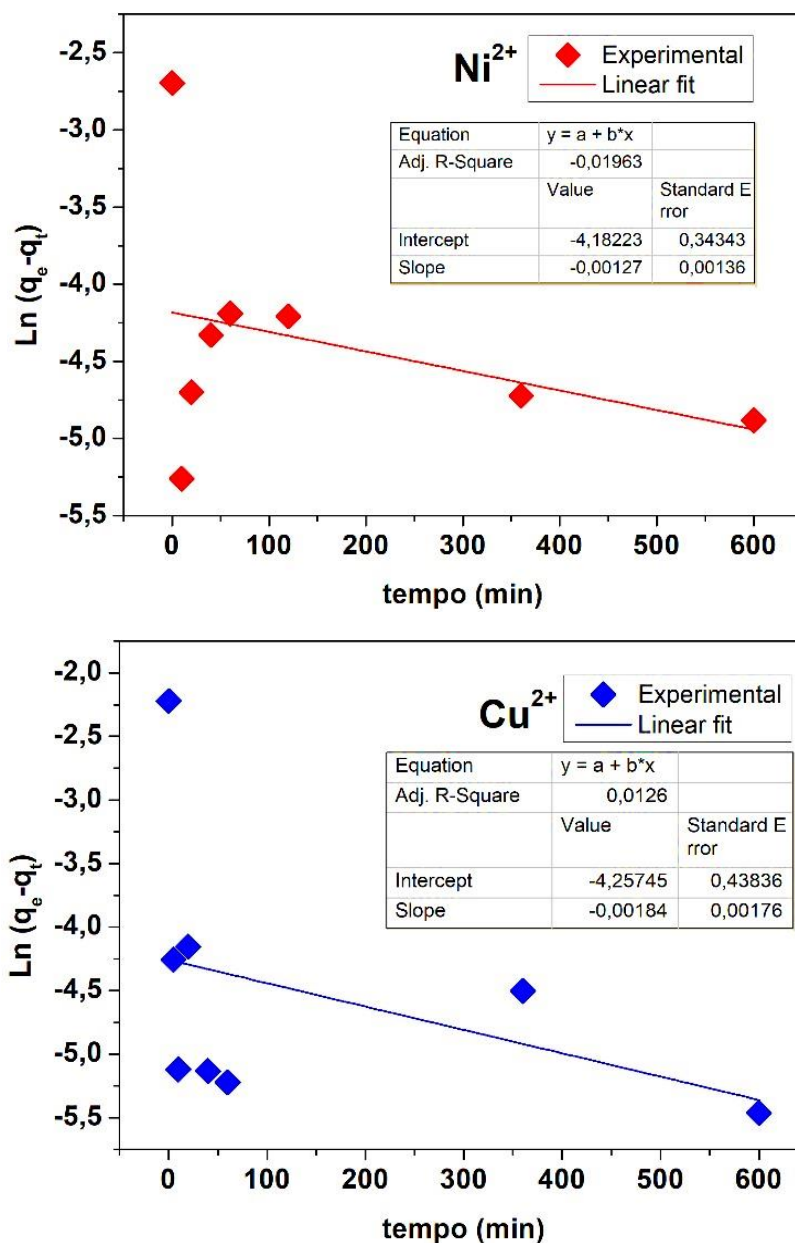 -2,5
-3,0
-3,5
-4,0
-4,5
-5,0
-5,5
Ln (qₑ-qₜ)
Ni²⁺
Experimental
Linear fit
Equation y = a + b*x
Adj. R-Square -0,01963
Value Standard E
rror
Intercept -4,18223 0,34343
Slope -0,00127 0,00136
0 100 200 300 400 500 600
tempo (min)
-2,0
-2,5
-3,0
-3,5
-4,0
-4,5
-5,0
-5,5
Ln (qₑ-qₜ)
Cu²⁺
Experimental
Linear fit
Equation y = a + b*x
Adj. R-Square 0,0126
Value Standard E
rror
Intercept -4,25745 0,43836
Slope -0,00184 0,00176
0 100 200 300 400 500 600
tempo (min)